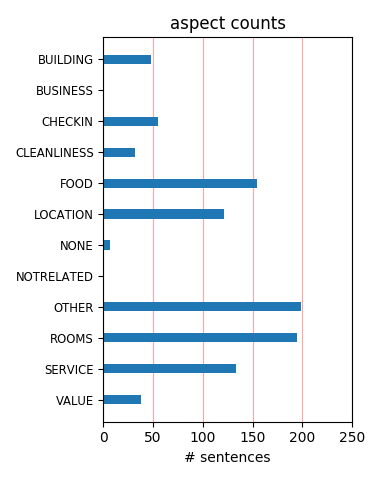 aspect counts
BUILDING
BUSINESS
CHECKIN
CLEANLINESS
FOOD
LOCATION
NONE
NOTRELATED
OTHER
ROOMS
SERVICE
VALUE
0 50 100 150 200 250
# sentences